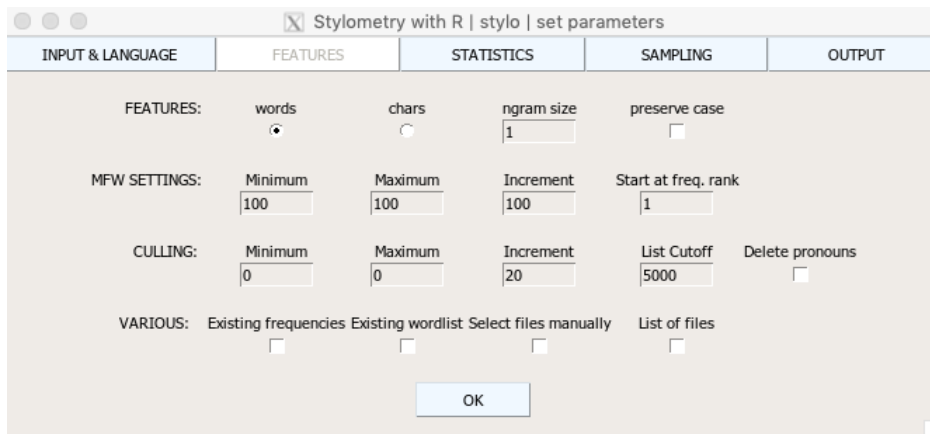 Stylometry with R | stylo | set parameters
INPUT & LANGUAGE FEATURES STATISTICS SAMPLING OUTPUT
FEATURES: words chars ngram size preserve case
1
MFW SETTINGS: Minimum Maximum Increment Start at freq. rank
100 100 100 1
CULLING: Minimum Maximum Increment List Cutoff Delete pronouns
0 0 20 5000
VARIOUS: Existing frequencies Existing wordlist Select files manually List of files
OK